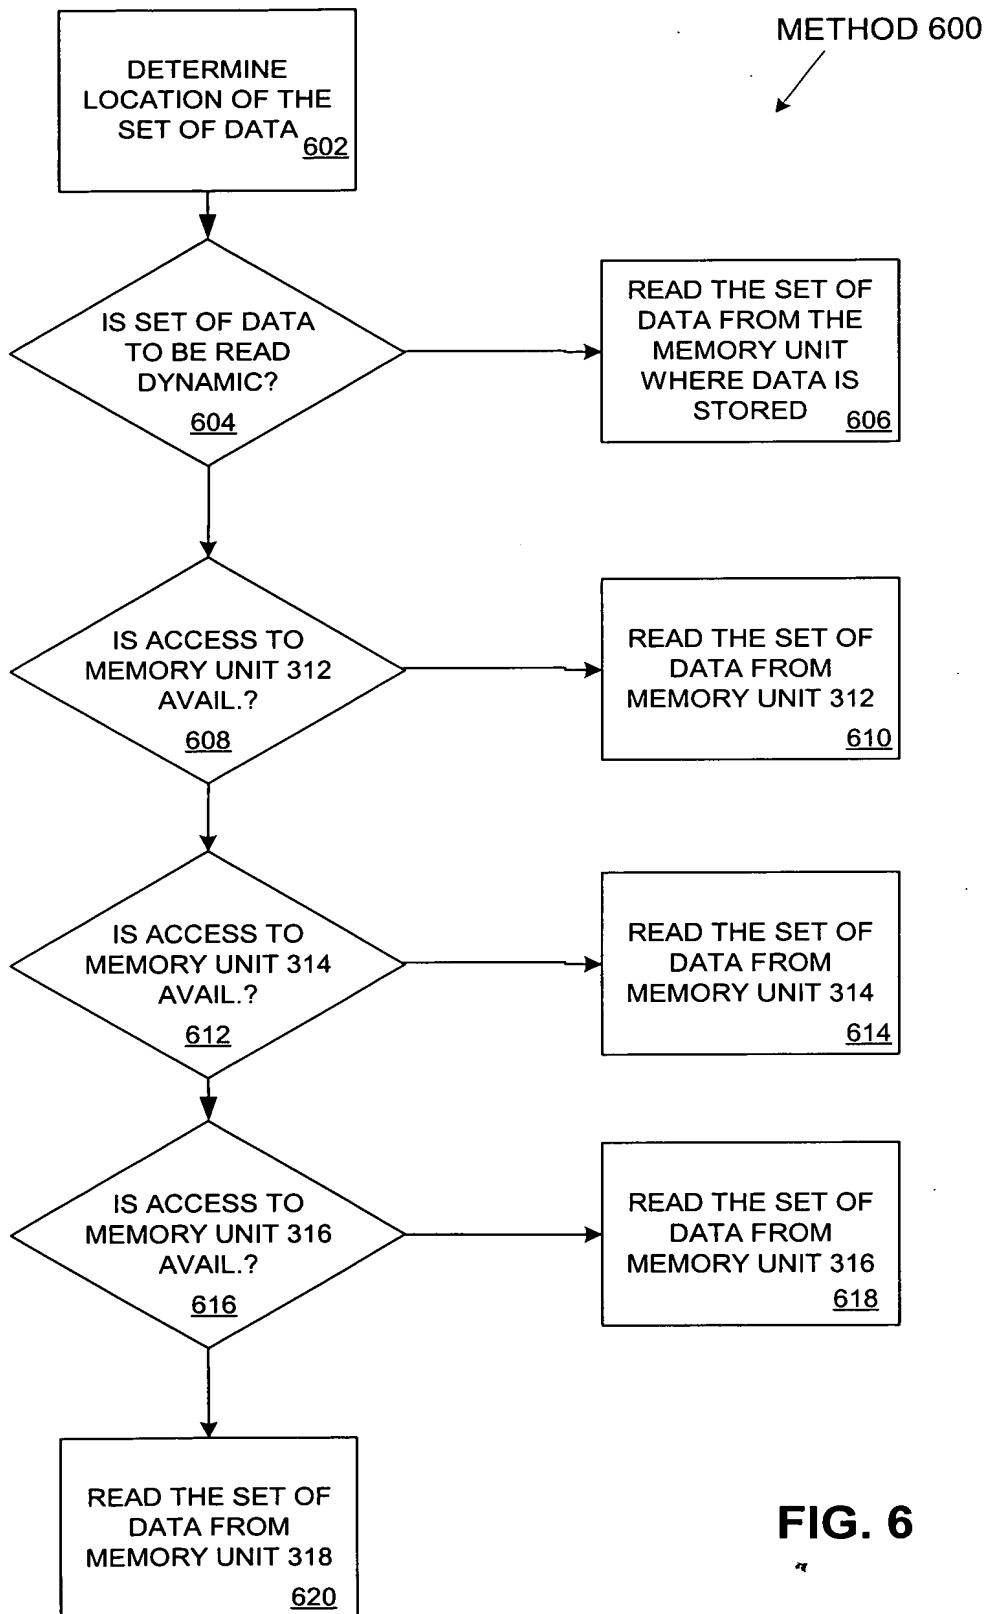 METHOD 600
DETERMINE
LOCATION OF THE
SET OF DATA
602
IS SET OF DATA
TO BE READ
DYNAMIC?
604
READ THE SET OF
DATA FROM THE
MEMORY UNIT
WHERE DATA IS
STORED
606
IS ACCESS TO
MEMORY UNIT 312
AVAIL.?
608
READ THE SET OF
DATA FROM
MEMORY UNIT 312
610
IS ACCESS TO
MEMORY UNIT 314
AVAIL.?
612
READ THE SET OF
DATA FROM
MEMORY UNIT 314
614
IS ACCESS TO
MEMORY UNIT 316
AVAIL.?
616
READ THE SET OF
DATA FROM
MEMORY UNIT 316
618
READ THE SET OF
DATA FROM
MEMORY UNIT 318
620
FIG. 6